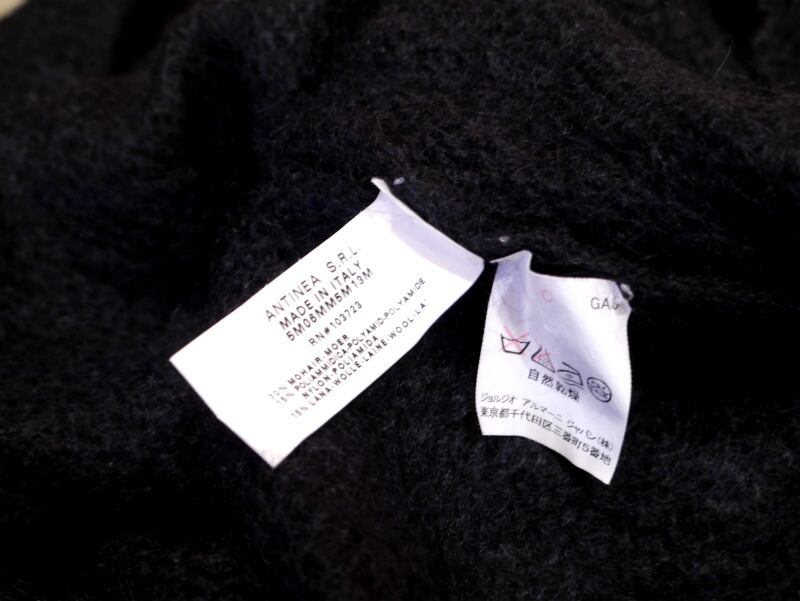 ANTINEA S.R.L.
MADE IN ITALY
5M06MM5M13M
RN#103723
70% MOHAIR-MOER
15% POLAMMIDICAPOLYAMID-POLYAMIDE
NYLON-POLIAMIDA
15% LANA-WOLLE-LAINE-WOOL-LA
GA
自然乾燥
ジョルジオ アルマーニ ジャパン(株)
東京都千代田区三番町5番地